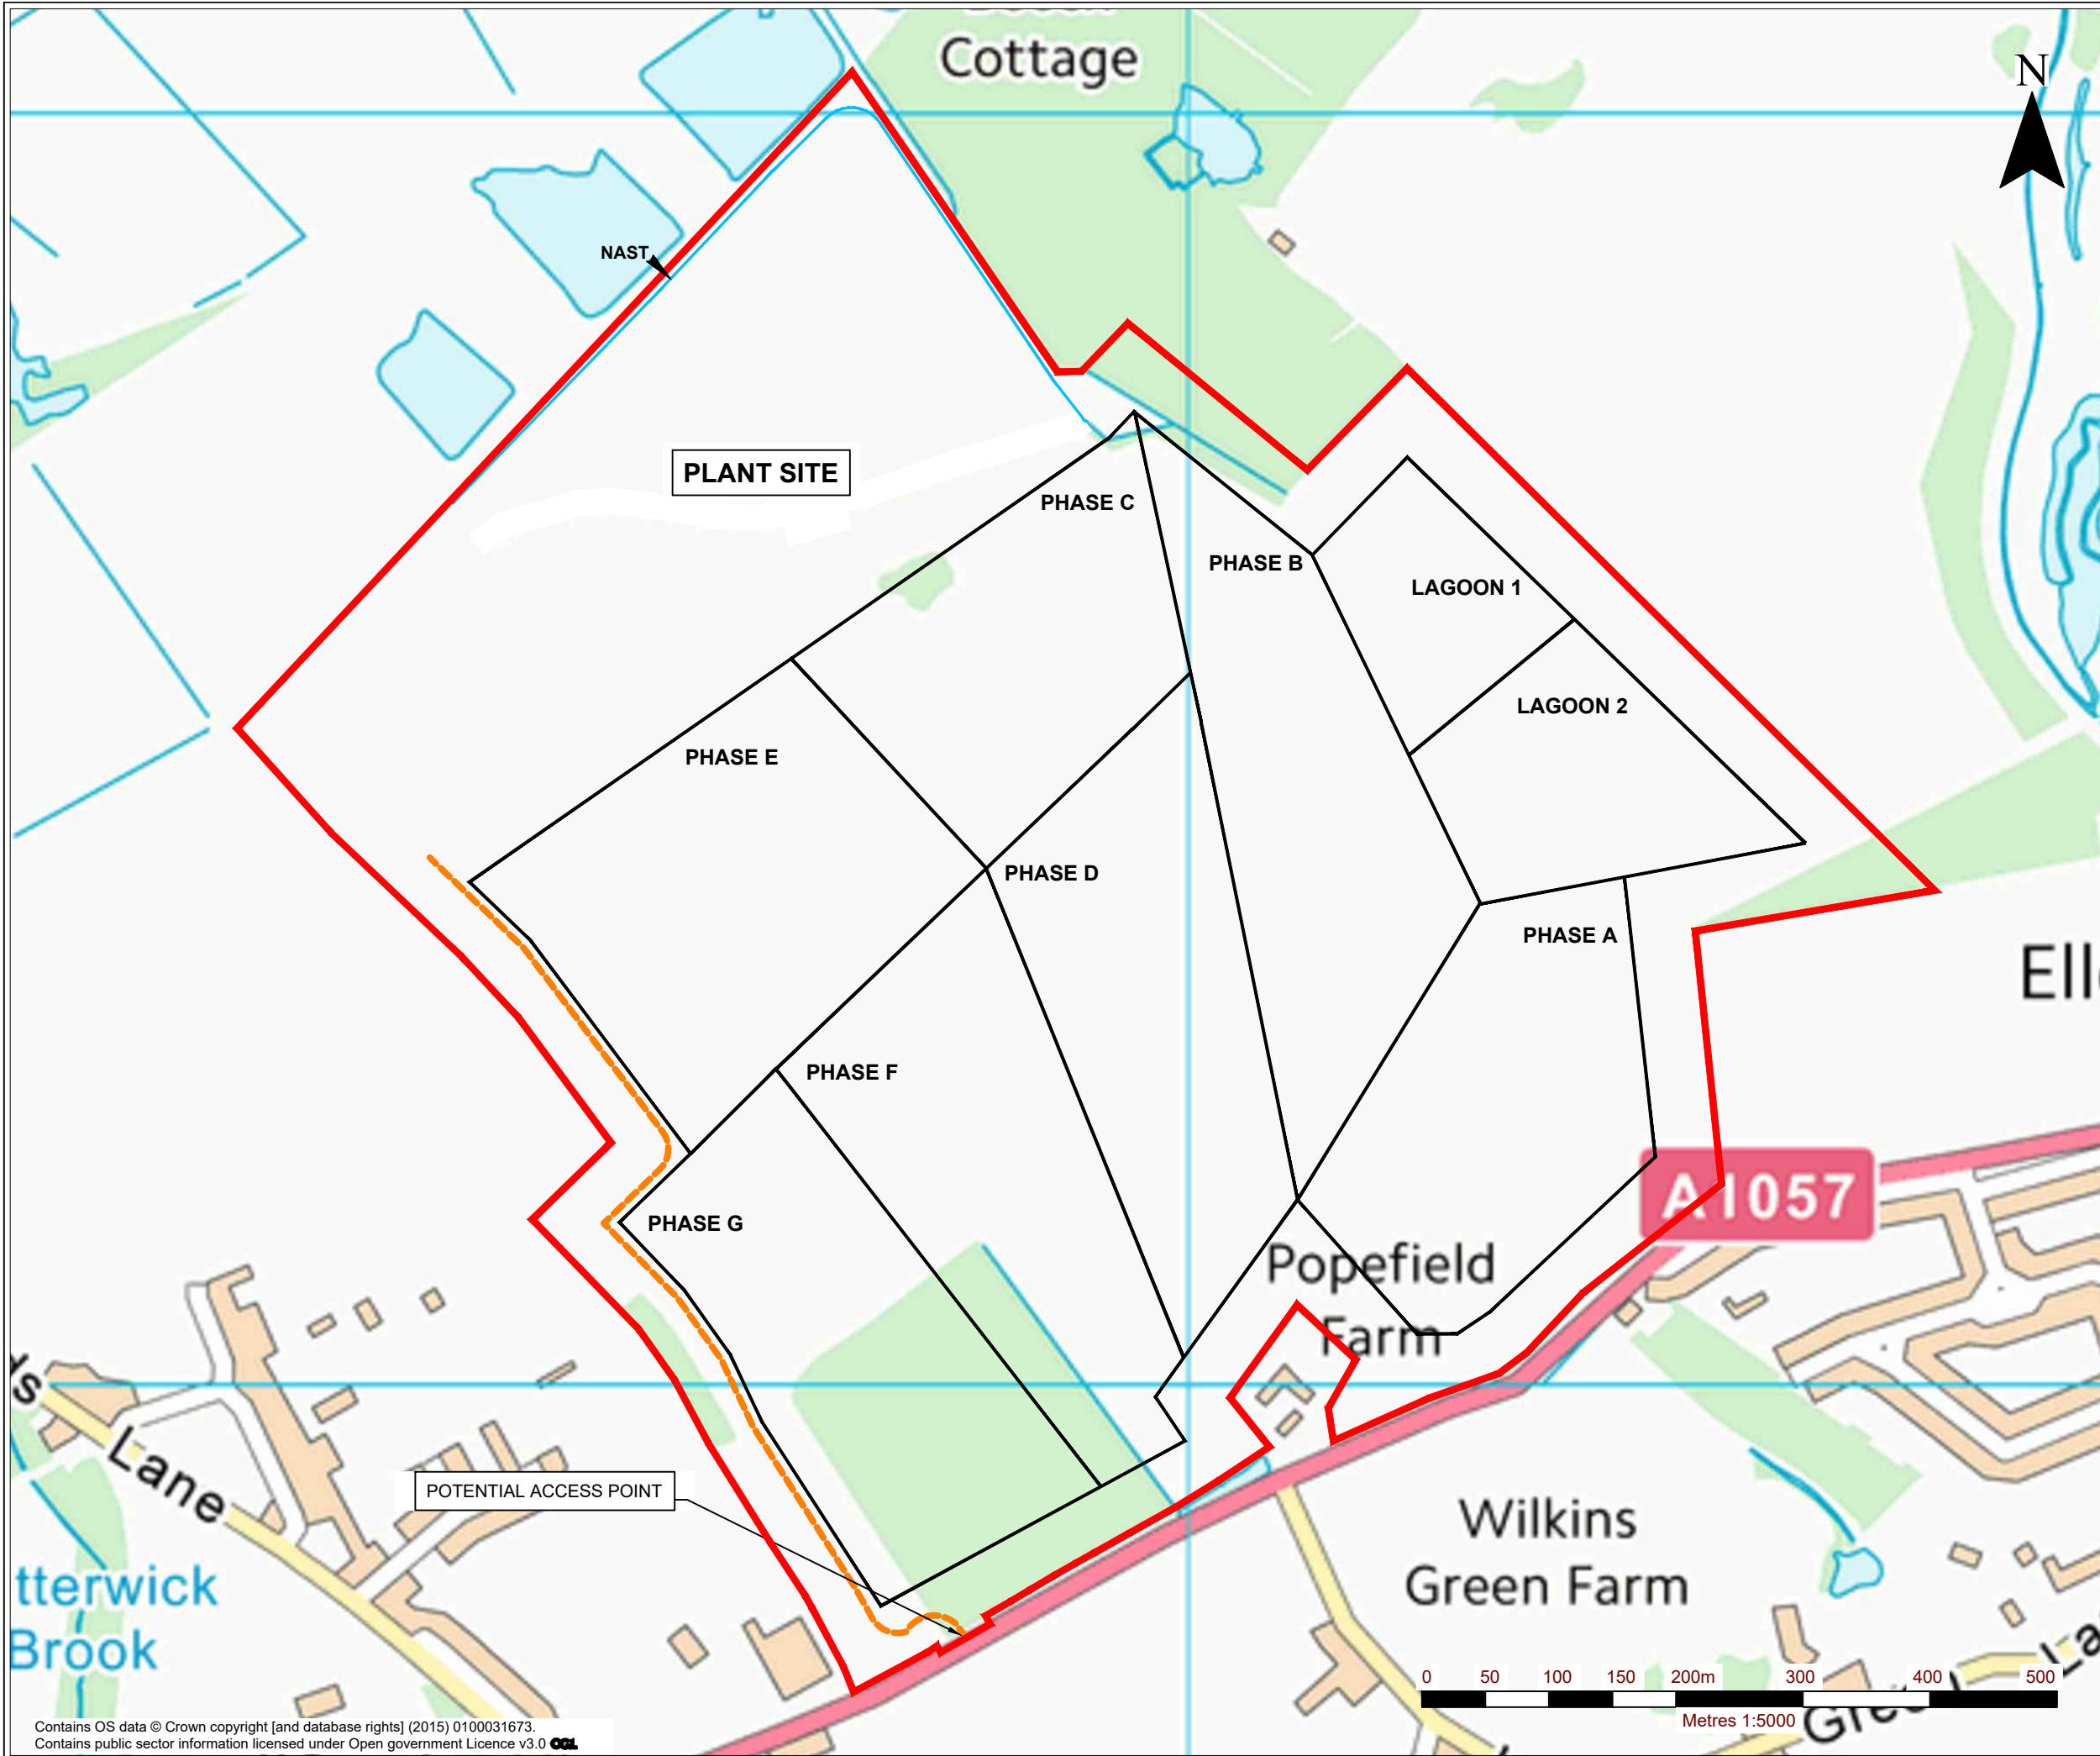 Cottage
N
NAST
PLANT SITE
PHASE C
PHASE B
LAGOON 1
LAGOON 2
PHASE E
PHASE D
PHASE A
Ell
PHASE F
A1057
PHASE G
Popefield
Farm
Lane
POTENTIAL ACCESS POINT
Wilkins
Green Farm
tterwick
Brook
0 50 100 150 200m 300 400 500
Metres 1:5000
Contains OS data © Crown copyright [and database rights] (2015) 0100031673.
Contains public sector information licensed under Open government Licence v3.0 OGL